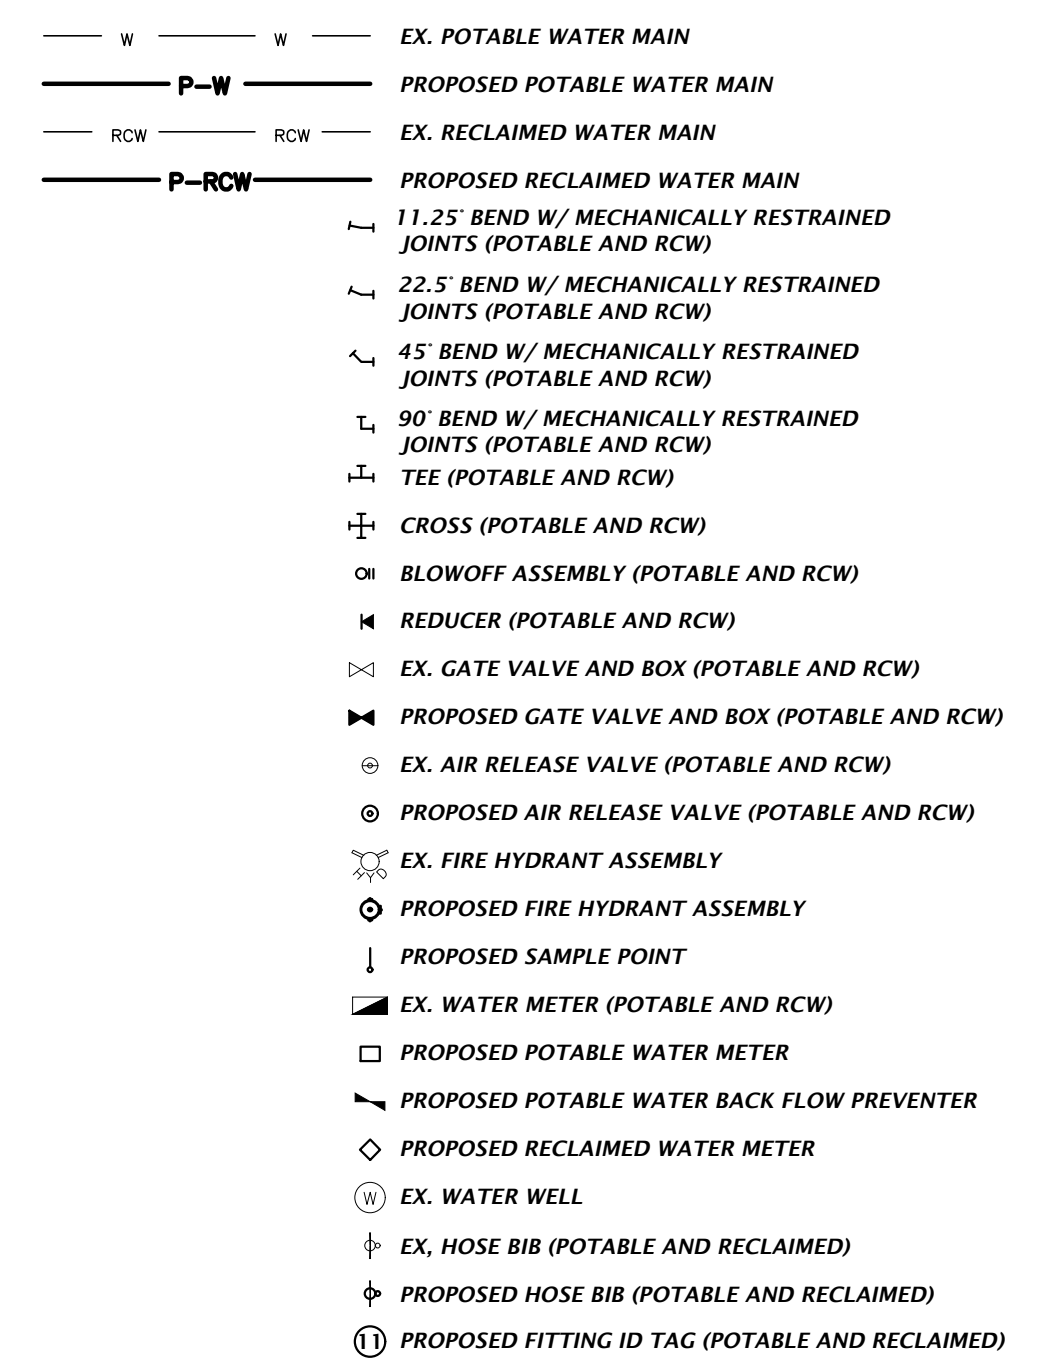 W W EX. POTABLE WATER MAIN
P-W PROPOSED POTABLE WATER MAIN
RCW RCW EX. RECLAIMED WATER MAIN
P-RCW PROPOSED RECLAIMED WATER MAIN
11.25° BEND W/ MECHANICALLY RESTRAINED
JOINTS (POTABLE AND RCW)
22.5° BEND W/ MECHANICALLY RESTRAINED
JOINTS (POTABLE AND RCW)
45° BEND W/ MECHANICALLY RESTRAINED
JOINTS (POTABLE AND RCW)
90° BEND W/ MECHANICALLY RESTRAINED
JOINTS (POTABLE AND RCW)
TEE (POTABLE AND RCW)
CROSS (POTABLE AND RCW)
BLOWOFF ASSEMBLY (POTABLE AND RCW)
REDUCER (POTABLE AND RCW)
EX. GATE VALVE AND BOX (POTABLE AND RCW)
PROPOSED GATE VALVE AND BOX (POTABLE AND RCW)
EX. AIR RELEASE VALVE (POTABLE AND RCW)
PROPOSED AIR RELEASE VALVE (POTABLE AND RCW)
EX. FIRE HYDRANT ASSEMBLY
HYD
PROPOSED FIRE HYDRANT ASSEMBLY
PROPOSED SAMPLE POINT
EX. WATER METER (POTABLE AND RCW)
PROPOSED POTABLE WATER METER
PROPOSED POTABLE WATER BACK FLOW PREVENTER
PROPOSED RECLAIMED WATER METER
W EX. WATER WELL
EX, HOSE BIB (POTABLE AND RECLAIMED)
PROPOSED HOSE BIB (POTABLE AND RECLAIMED)
11 PROPOSED FITTING ID TAG (POTABLE AND RECLAIMED)